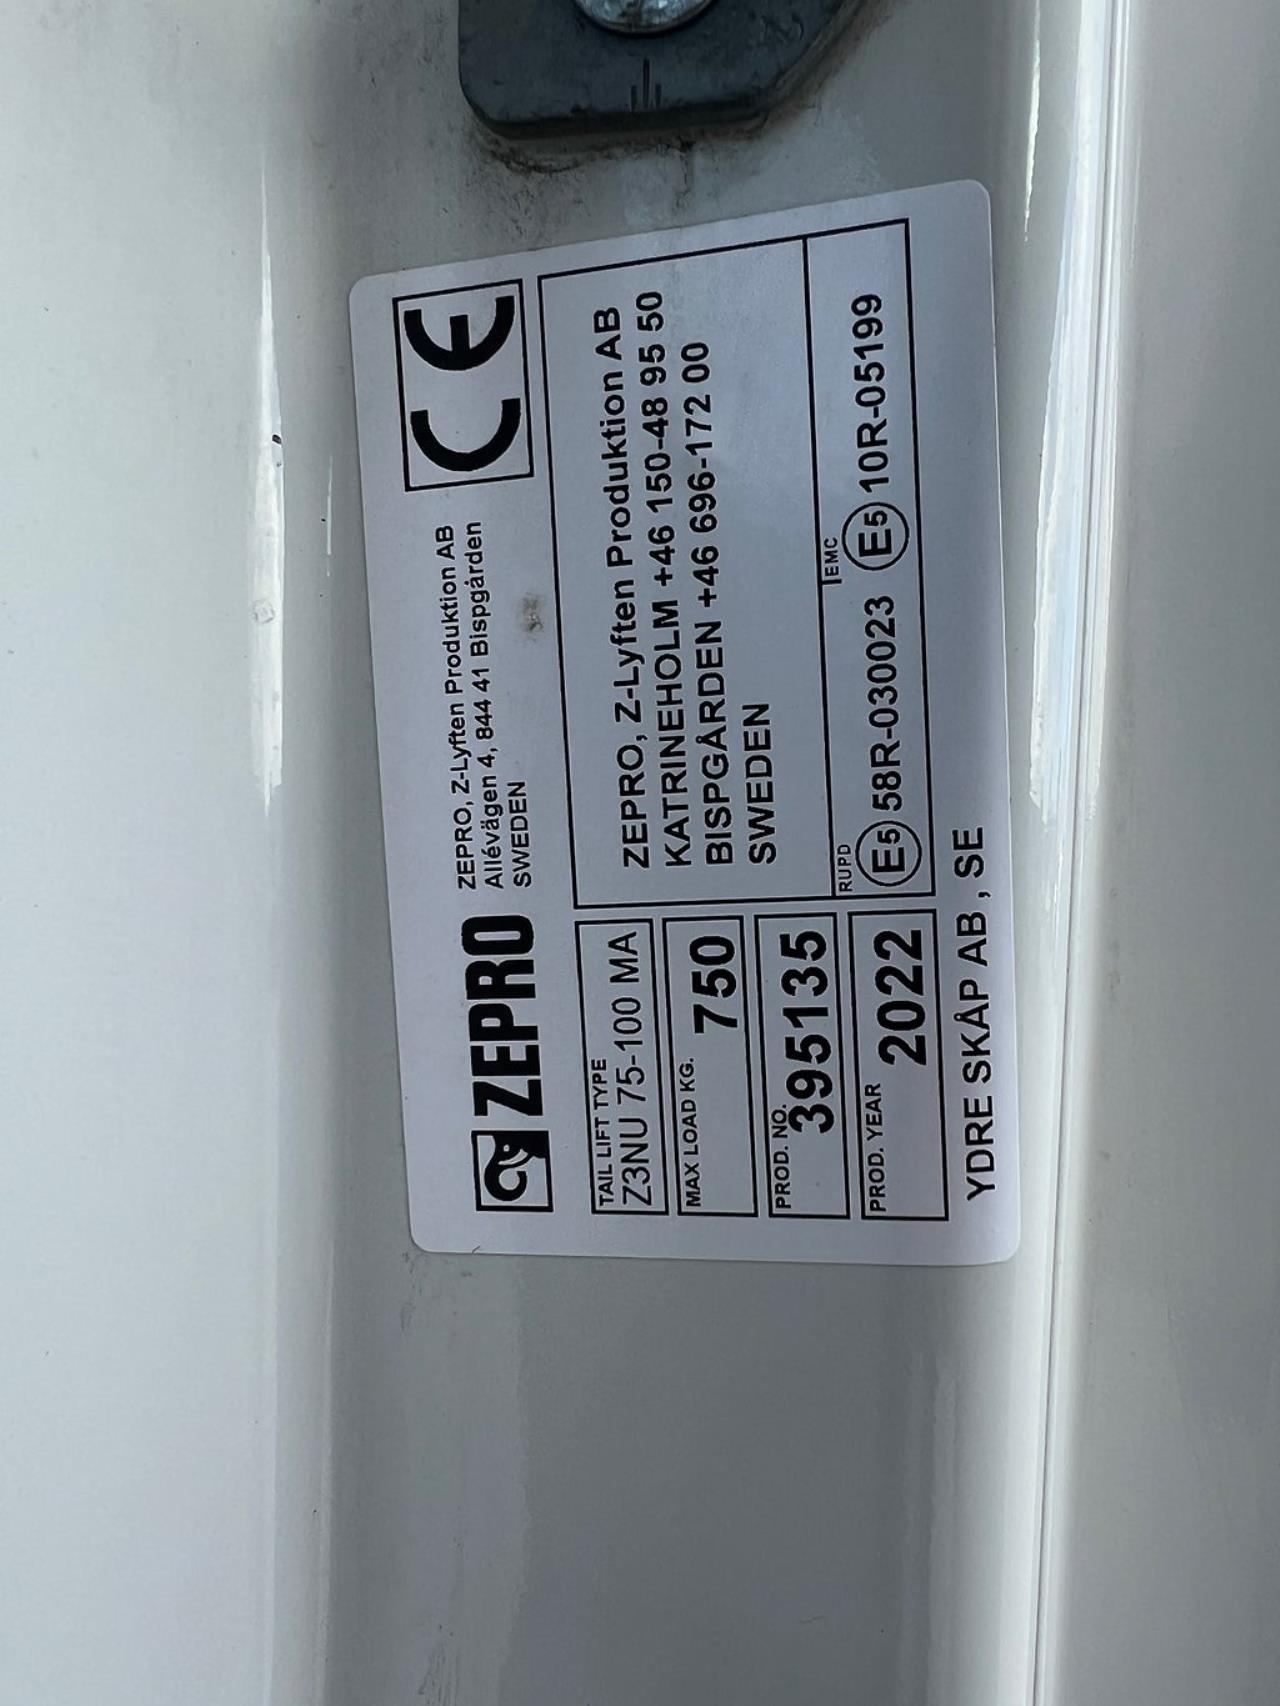 ZEPRO
ZEPRO, Z-Lyften Produktion AB
Allévägen 4, 844 41 Bispgården
SWEDEN
CE
TAIL LIFT TYPE
Z3NU 75-100 MA
MAX LOAD KG.
750
PROD. NO.
395135
PROD. YEAR
2022
ZEPRO, Z-Lyften Produktion AB
KATRINEHOLM +46 150-48 95 50
BISPGÅRDEN +46 696-172 00
SWEDEN
RUPD
E5 58R-030023
EMC
E5 10R-05199
YDRE SKÅP AB , SE